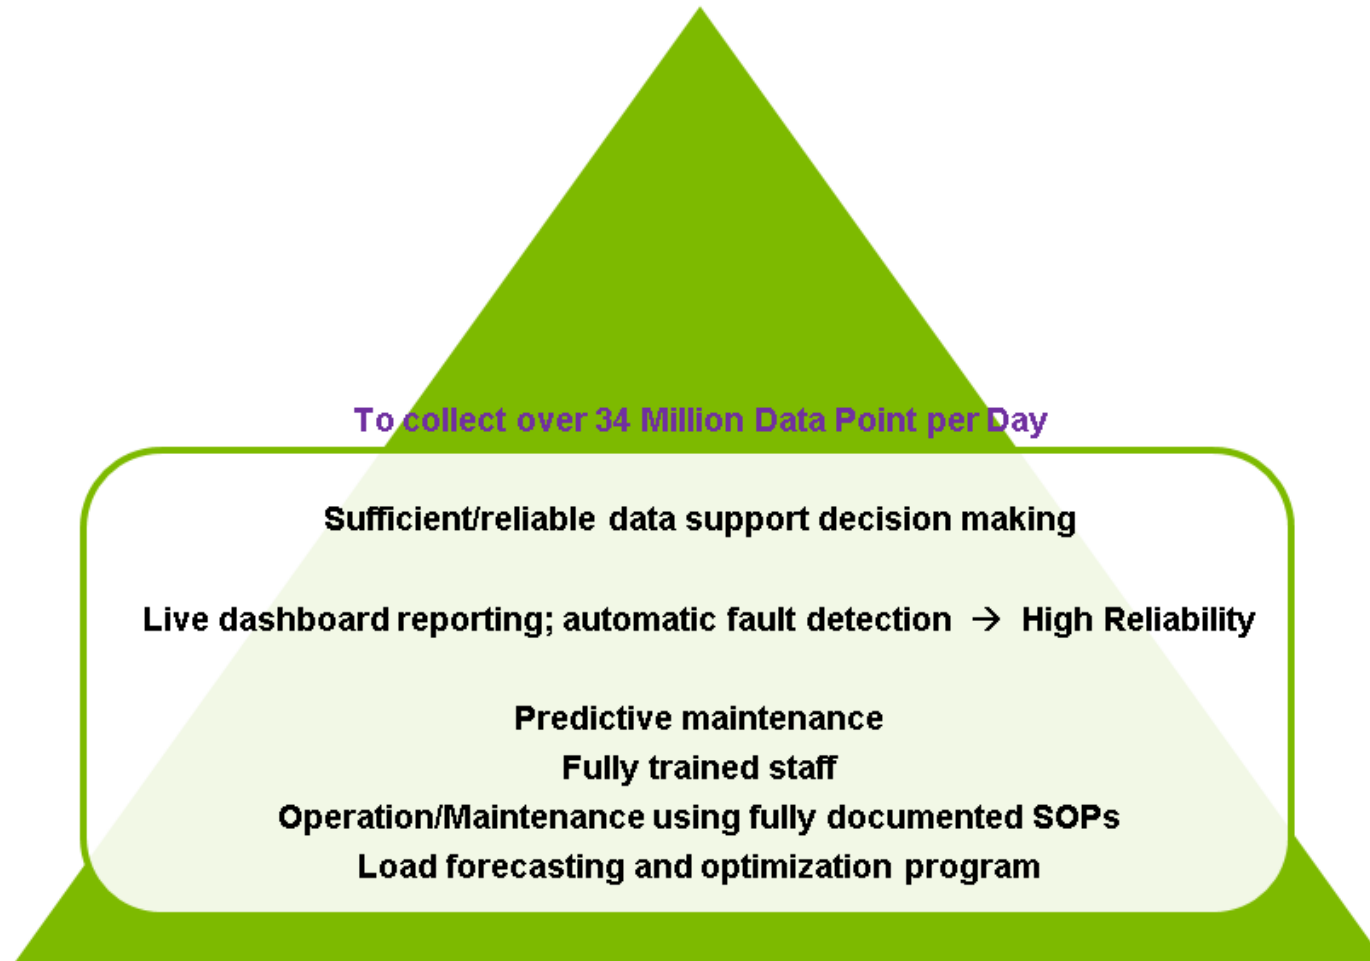 To collect over 34 Million Data Point per Day
Sufficient/reliable data support decision making
Live dashboard reporting; automatic fault detection → High Reliability
Predictive maintenance
Fully trained staff
Operation/Maintenance using fully documented SOPs
Load forecasting and optimization program